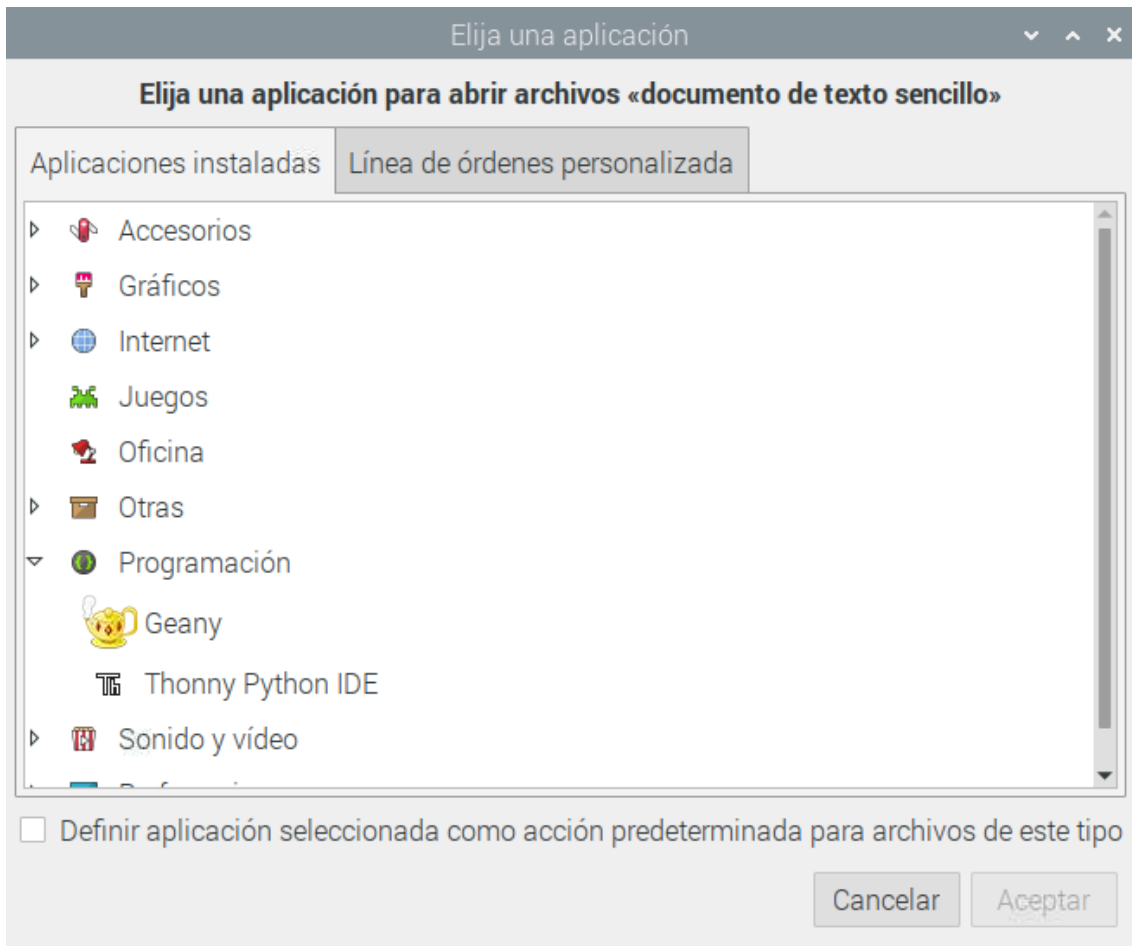 Elija una aplicación
Elija una aplicación para abrir archivos «documento de texto sencillo»
Aplicaciones instaladas Línea de órdenes personalizada
Accesorios
Gráficos
Internet
Juegos
Oficina
Otras
Programación
Geany
Thonny Python IDE
Sonido y vídeo
Definir aplicación seleccionada como acción predeterminada para archivos de este tipo
Cancelar Aceptar